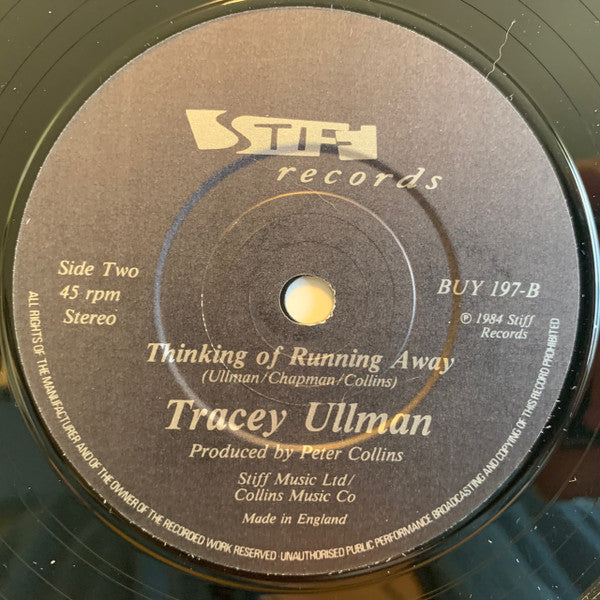 STIFF
records
Side Two
45 rpm
Stereo
BUY 197-B
℗ 1984 Stiff
Records
Thinking of Running Away
(Ullman/Chapman/Collins)
Tracey Ullman
Produced by Peter Collins
Stiff Music Ltd/
Collins Music Co
Made in England
ALL RIGHTS OF THE MANUFACTURER AND OF THE OWNER OF THE RECORDED WORK RESERVED · UNAUTHORISED PUBLIC PERFORMANCE BROADCASTING AND COPYING OF THIS RECORD PROHIBITED